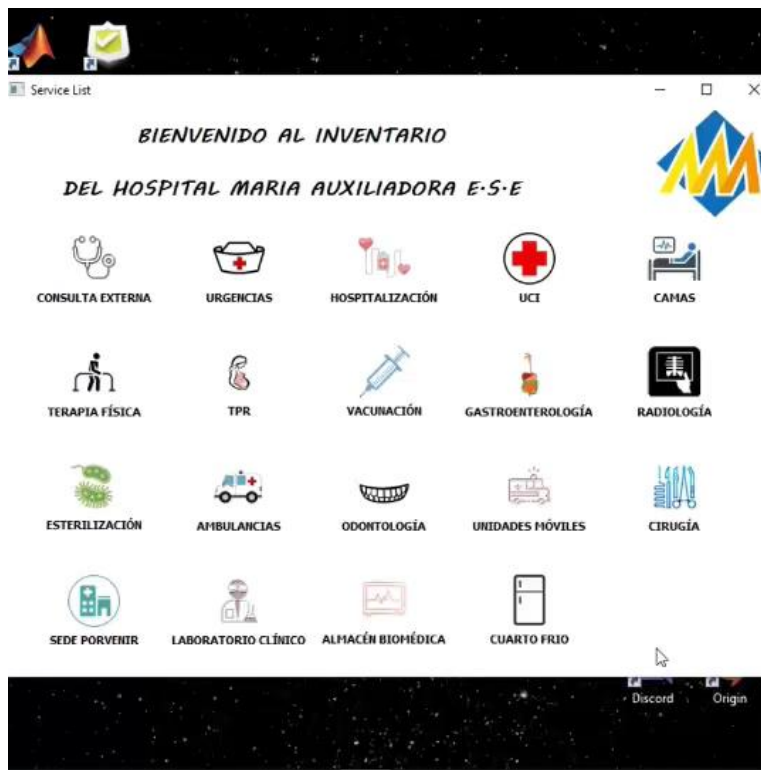 Service List
BIENVENIDO AL INVENTARIO
DEL HOSPITAL MARIA AUXILIADORA E.S.E
CONSULTA EXTERNA
URGENCIAS
HOSPITALIZACIÓN
UCI
CAMAS
TERAPIA FÍSICA
TPR
VACUNACIÓN
GASTROENTEROLOGÍA
RADIOLOGÍA
ESTERILIZACIÓN
AMBULANCIAS
ODONTOLOGÍA
UNIDADES MÓVILES
CIRUGÍA
SEDE PORVENIR
LABORATORIO CLÍNICO
ALMACÉN BIOMÉDICA
CUARTO FRIO
Discord
Origin